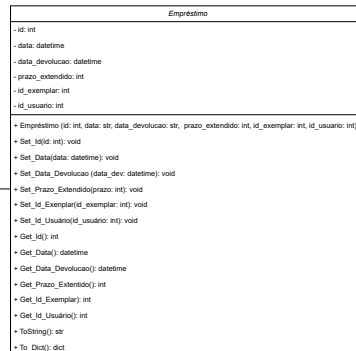 Empréstimo
- id: int
- data: datetime
- data_devolucao: datetime
- prazo_extendido: int
- id_exemplar: int
- id_usuario: int
+ Empréstimo (id: int, data: str, data_devolucao: str, prazo_extendido: int, id_exemplar: int, id_usuario: int)
+ Set_Id(id: int): void
+ Set_Data(data: datetime): void
+ Set_Data_Devolucao (data_dev: datetime): void
+ Set_Prazo_Extendido(prazo: int): void
+ Set_Id_Exenplar(id_exemplar: int): void
+ Set_Id_Usuário(id_usuário: int): void
+ Get_Id(): int
+ Get_Data(): datetime
+ Get_Data_Devolucao(): datetime
+ Get_Prazo_Extentido(): int
+ Get_Id_Exemplar): int
+ Get_Id_Usuário(): int
+ ToString(): str
+ To_Dict(): dict